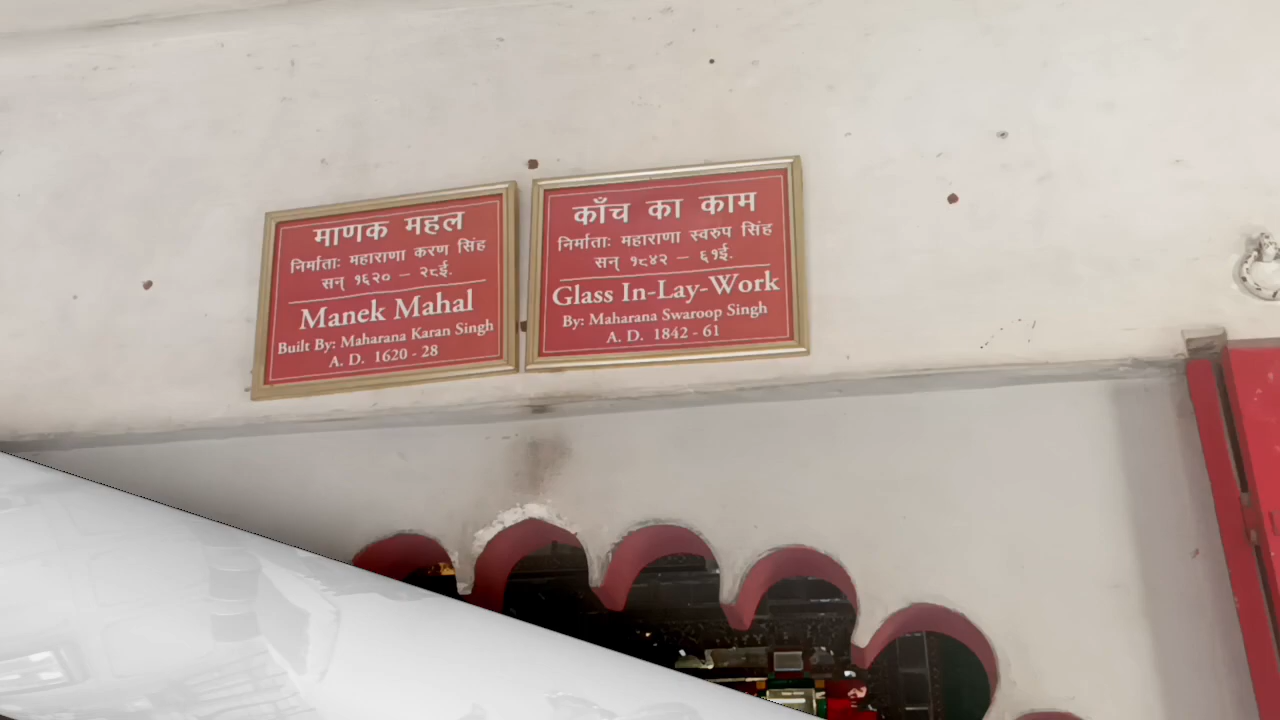 माणक महल
निर्माताः महाराणा करण सिंह
सन् १६२० – २८ई.
Manek Mahal
Built By: Maharana Karan Singh
A. D. 1620 - 28
काँच का काम
निर्माताः महाराणा स्वरुप सिंह
सन् १८४२ – ६१ई.
Glass In-Lay-Work
By: Maharana Swaroop Singh
A. D. 1842 - 61